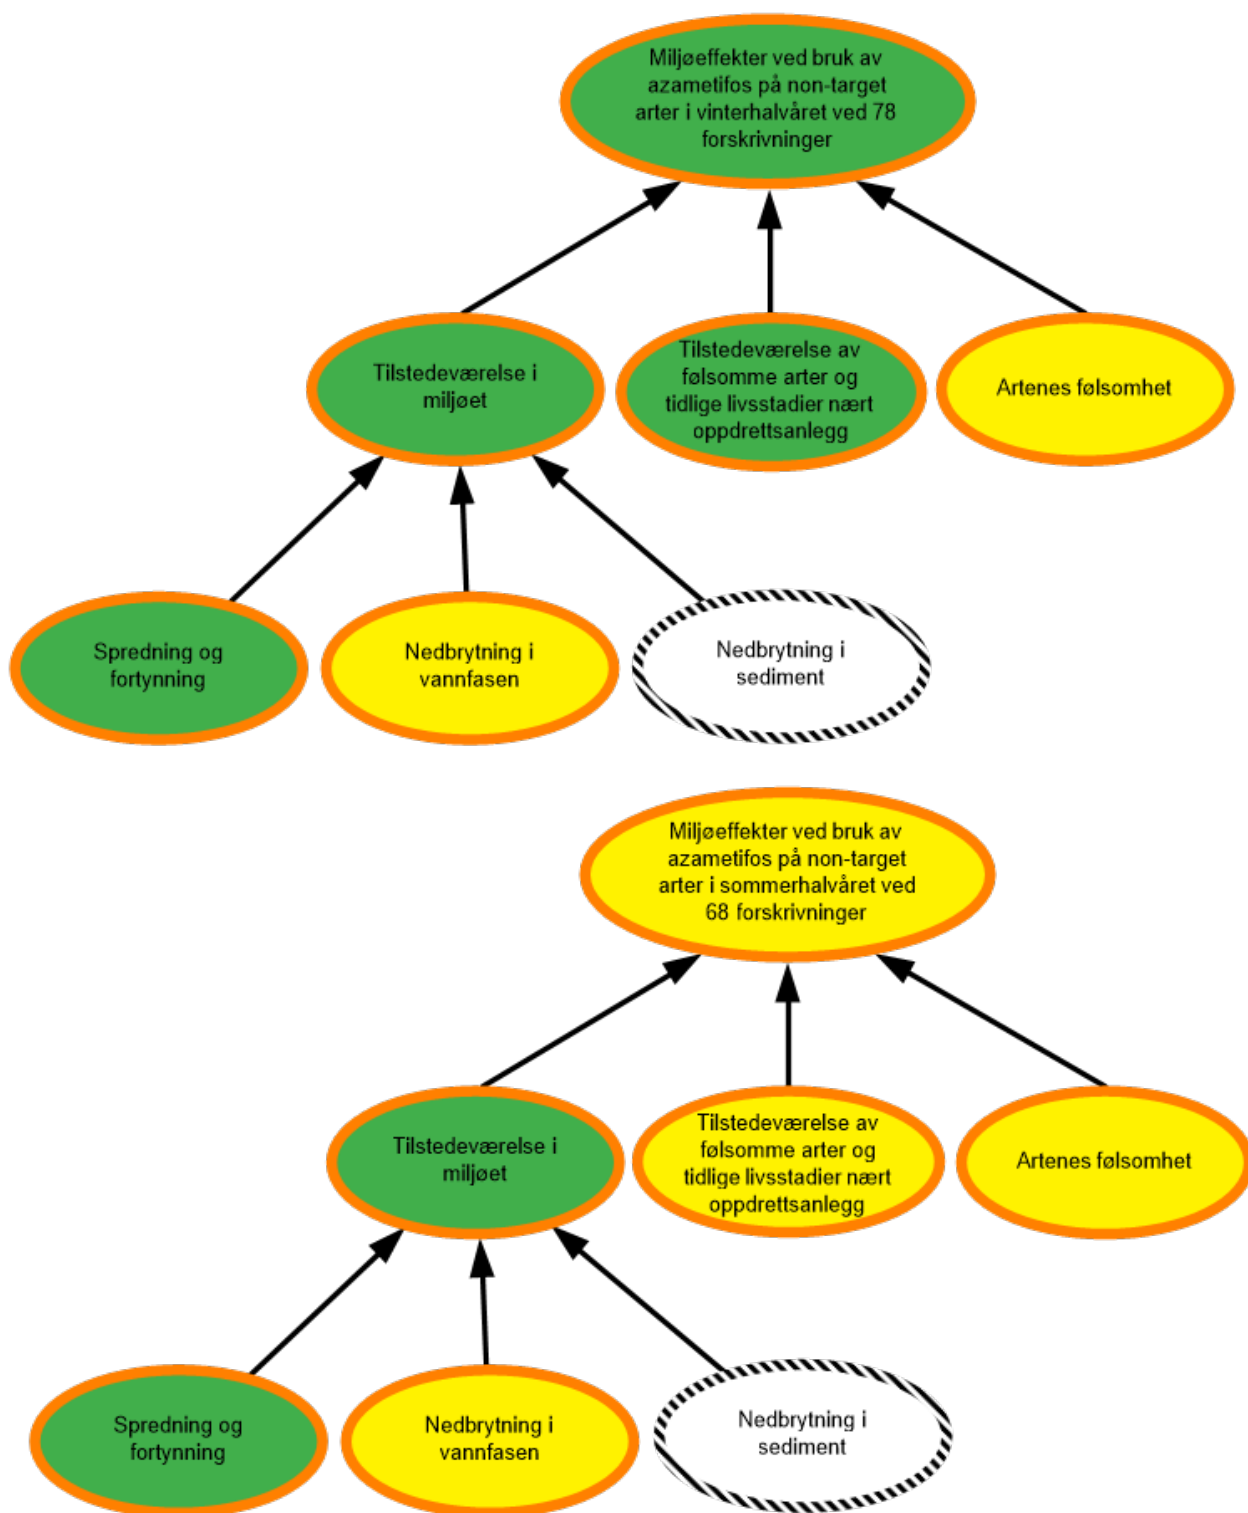 Miljøeffekter ved bruk av
azametifos på non-target
arter i vinterhalvåret ved 78
forskrivninger
Tilstedeværelse i
miljøet
Tilstedeværelse av
følsomme arter og
tidlige livsstadier nært
oppdrettsanlegg
Artenes følsomhet
Spredning og
fortynning
Nedbrytning i
vannfasen
Nedbrytning i
sediment
Miljøeffekter ved bruk av
azametifos på non-target
arter i sommerhalvåret ved
68 forskrivninger
Tilstedeværelse i
miljøet
Tilstedeværelse av
følsomme arter og
tidlige livsstadier nært
oppdrettsanlegg
Artenes følsomhet
Spredning og
fortynning
Nedbrytning i
vannfasen
Nedbrytning i
sediment